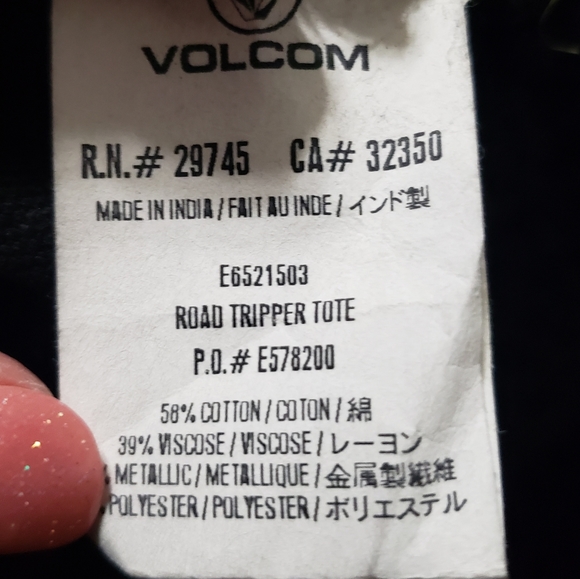 VOLCOM
R.N.# 29745 CA# 32350
MADE IN INDIA / FAIT AU INDE / インド製
E6521503
ROAD TRIPPER TOTE
P.O.# E578200
58% COTTON / COTON / 綿
39% VISCOSE / VISCOSE / レーヨン
METALLIC / METALLIQUE / 金属製繊維
POLYESTER / POLYESTER / ポリエステル